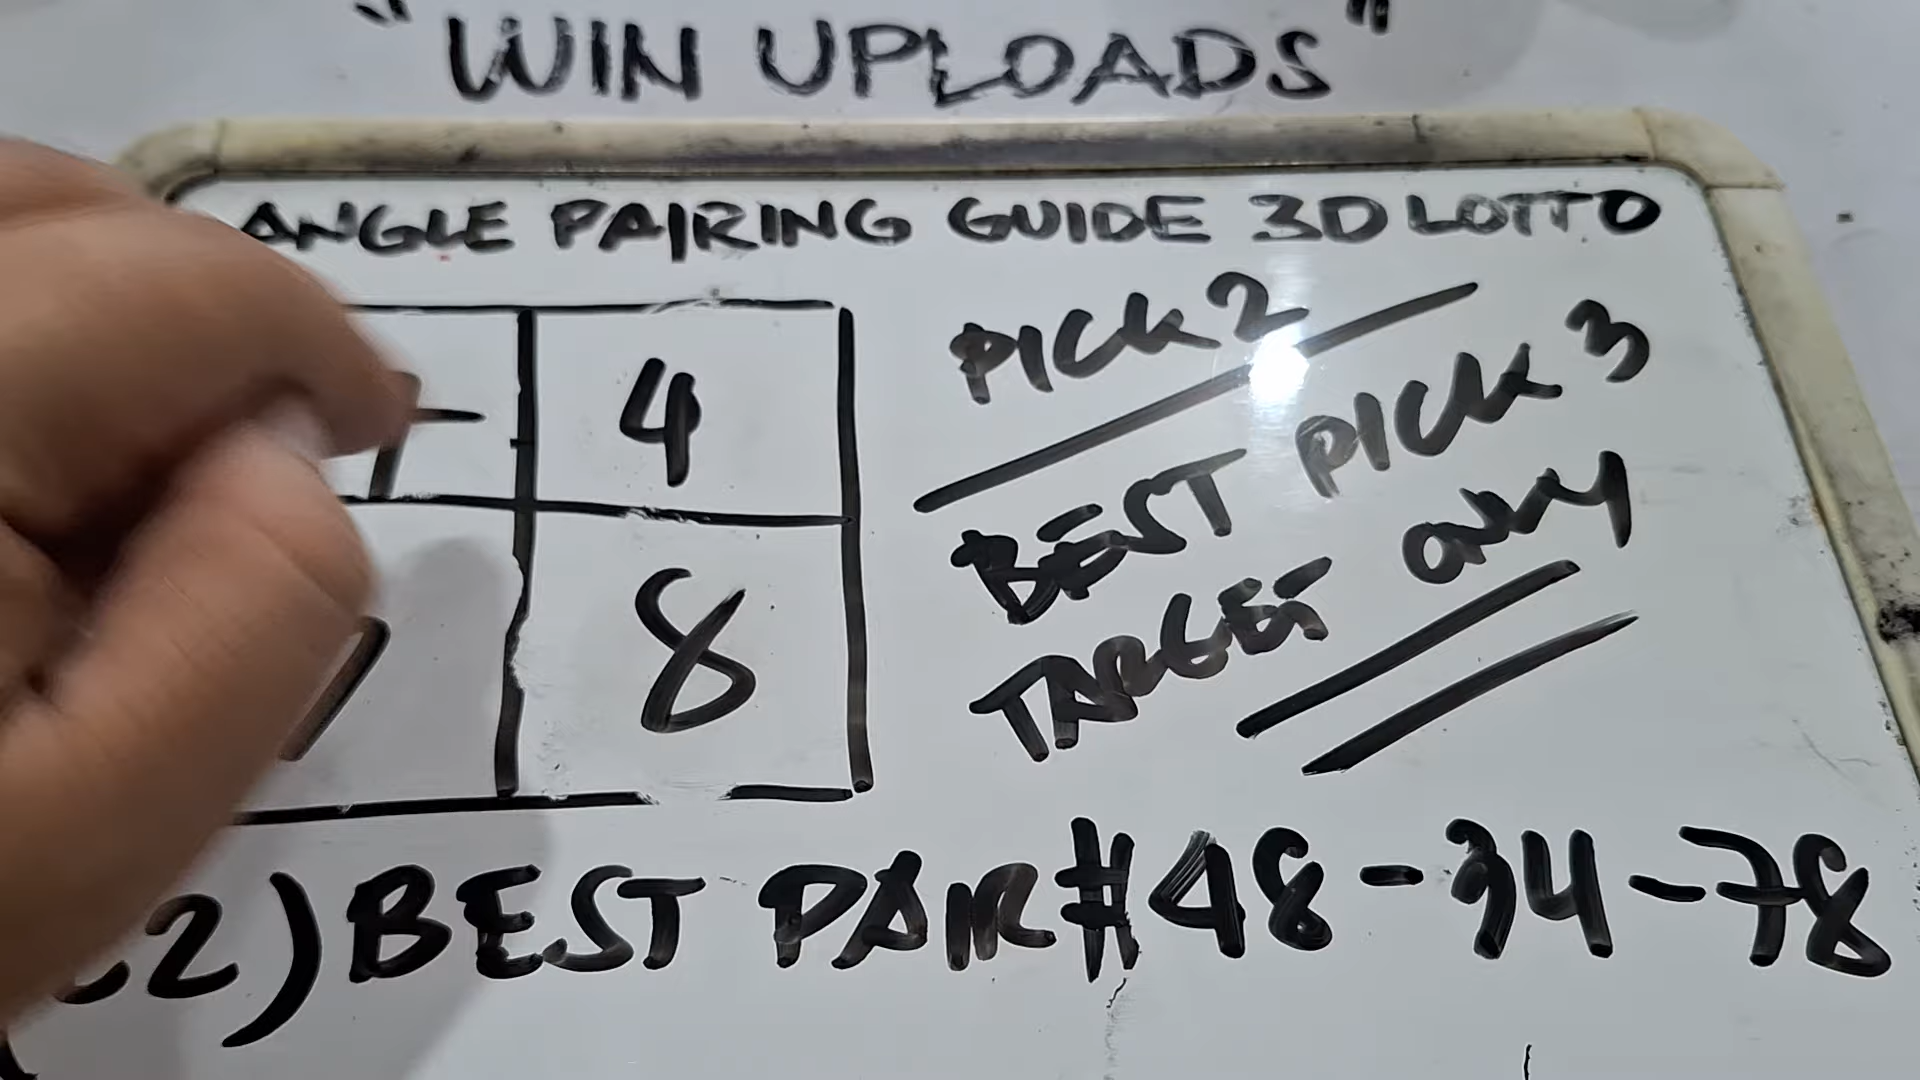 "WIN UPLOADS"
ANGLE PAIRING GUIDE 3D LOTTO
4
PICK 2
BEST PICK 3
TARGET ONLY
8
2) BEST PAIR# 48-34-78